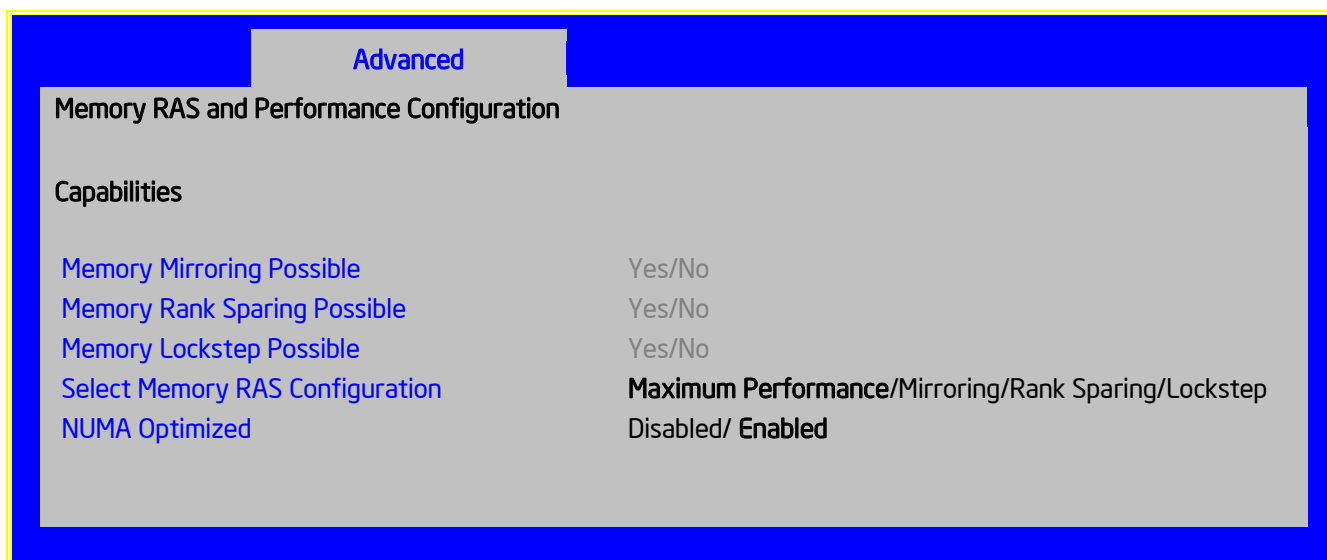 Advanced
Memory RAS and Performance Configuration
Capabilities
Memory Mirroring Possible Yes/No
Memory Rank Sparing Possible Yes/No
Memory Lockstep Possible Yes/No
Select Memory RAS Configuration Maximum Performance/Mirroring/Rank Sparing/Lockstep
NUMA Optimized Disabled/ Enabled